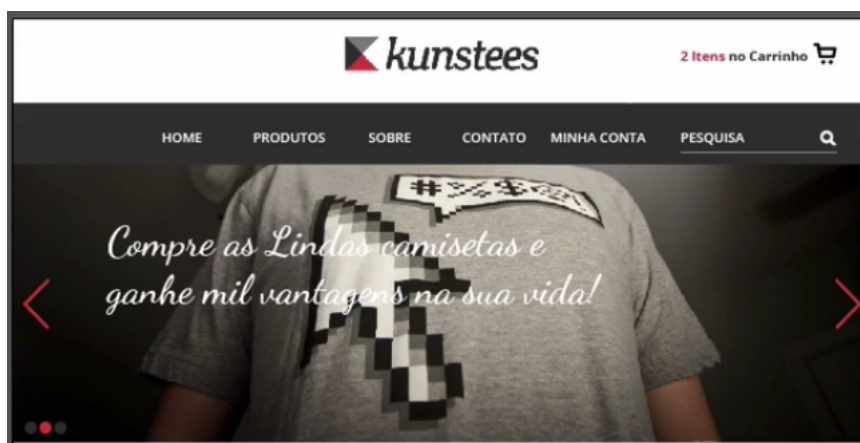 kunstees
2 Itens no Carrinho
HOME PRODUTOS SOBRE CONTATO MINHA CONTA PESQUISA
#%$@!
Compre as Lindas camisetas e
ganhe mil vantagens na sua vida!